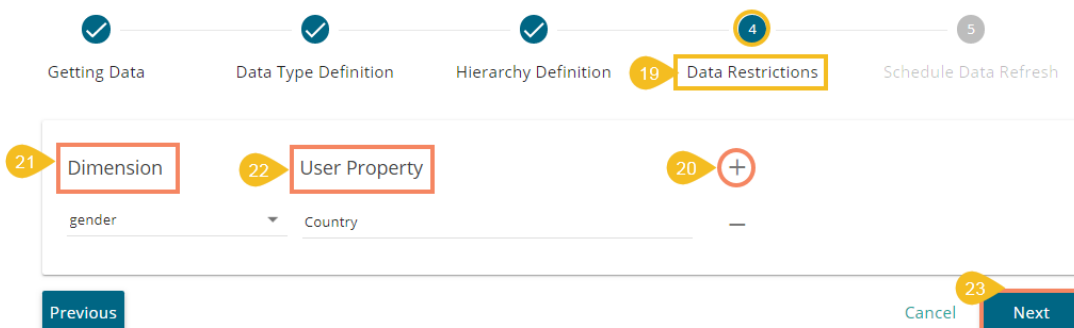 4
5
Getting Data
Data Type Definition
Hierarchy Definition
19
Data Restrictions
Schedule Data Refresh
21
Dimension
22
User Property
20
+
gender
Country
−
23
Previous
Cancel
Next